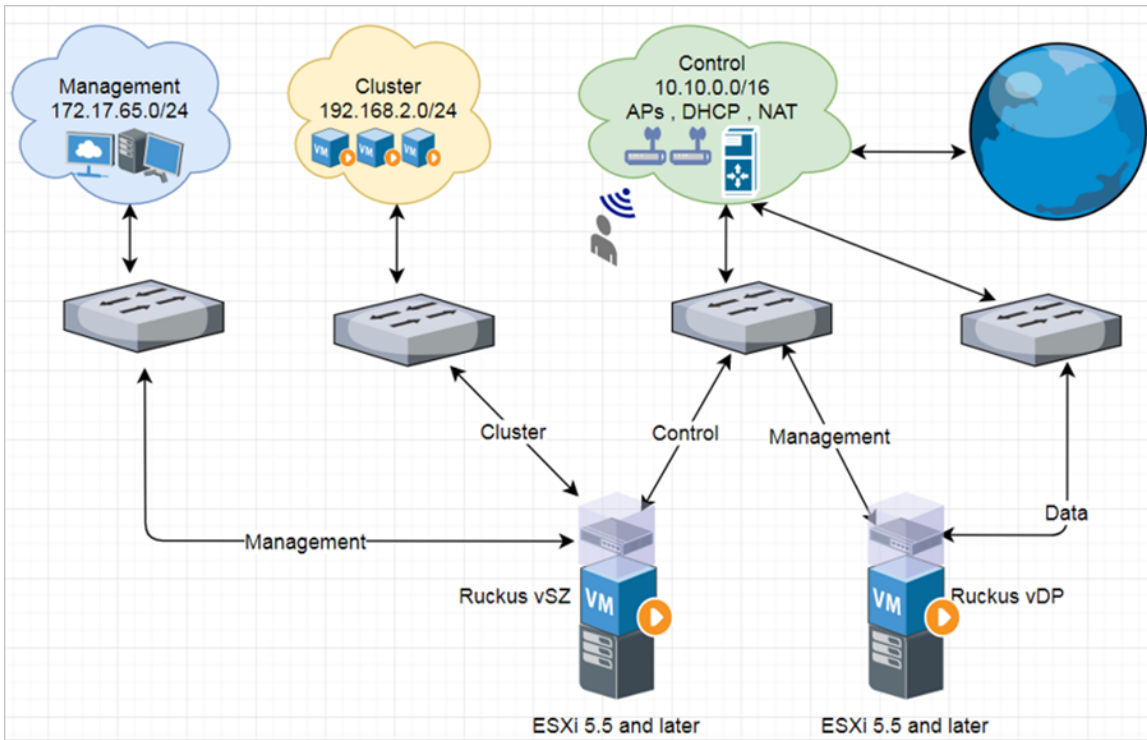 Management
172.17.65.0/24
Cluster
192.168.2.0/24
Control
10.10.0.0/16
APs , DHCP , NAT
VM
VM
VM
Cluster
Control
Management
Data
Management
Ruckus vSZ
VM
VM
Ruckus vDP
ESXi 5.5 and later
ESXi 5.5 and later